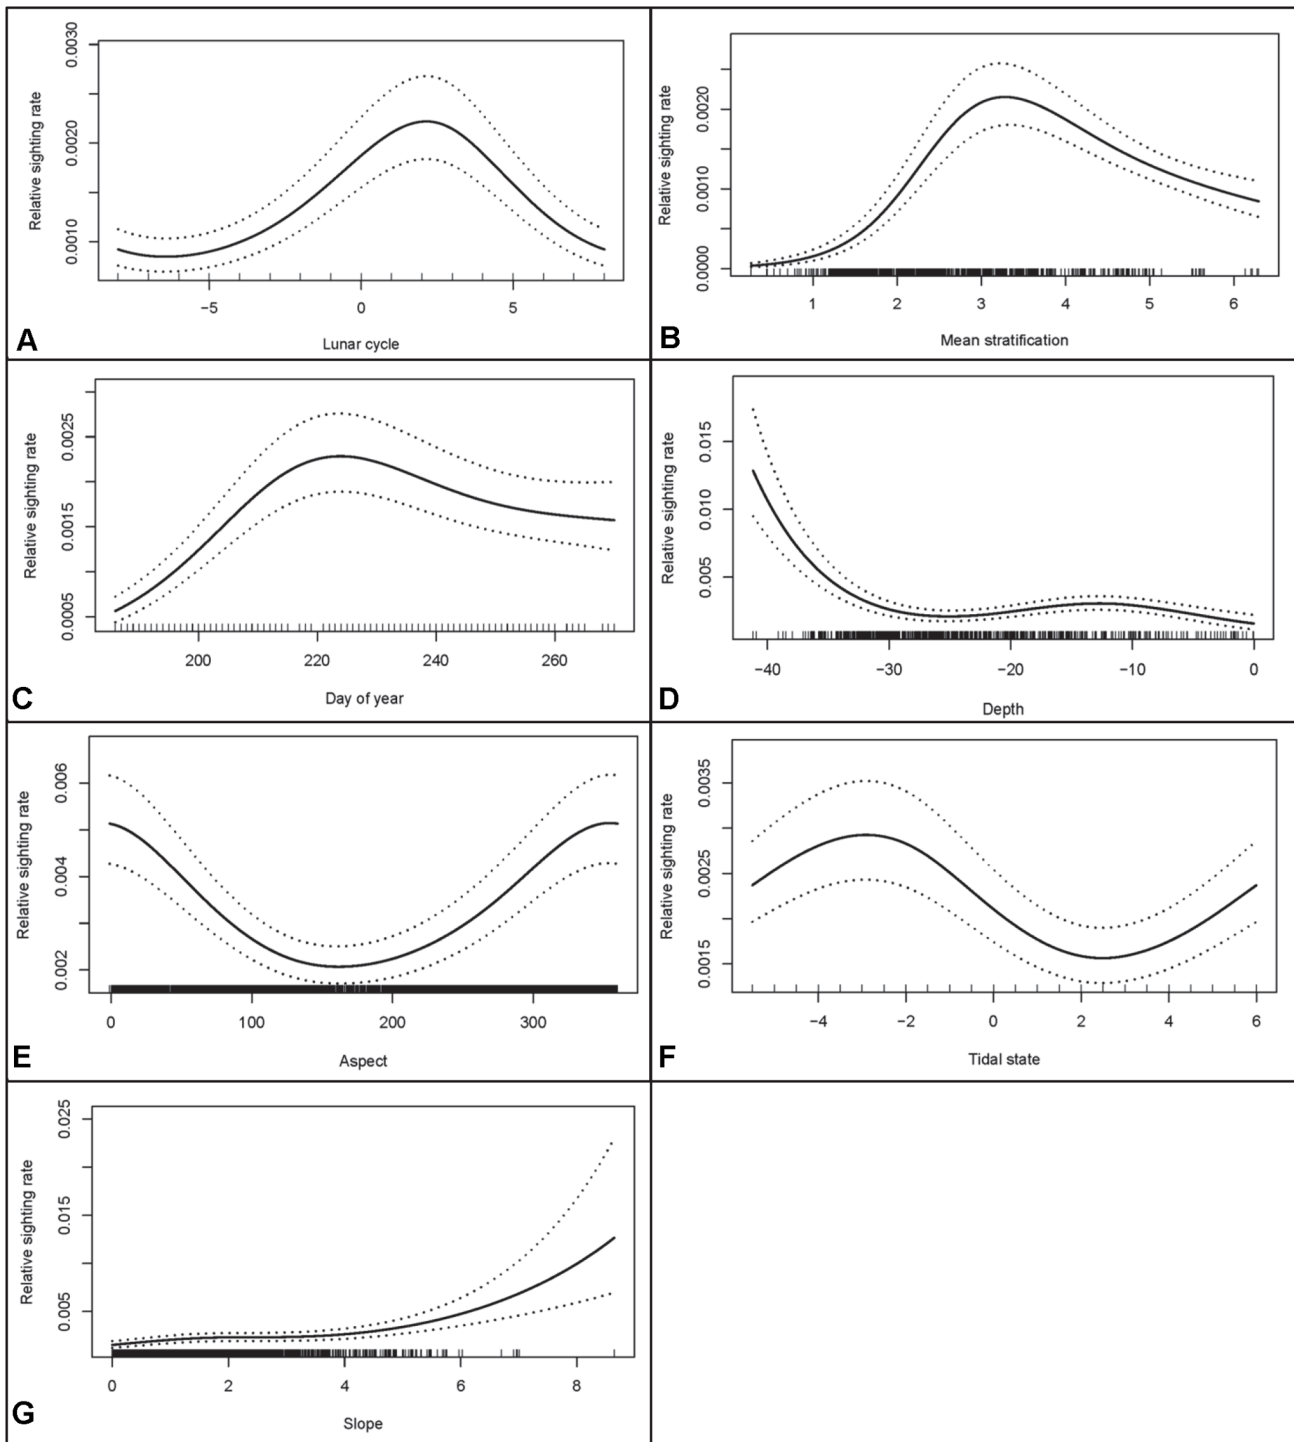 0.0030
0.0020
0.0010
Relative sighting rate
−5 0 5
Lunar cycle
A
0.0020
0.0010
0.0000
Relative sighting rate
1 2 3 4 5 6
Mean stratification
B
0.0025
0.0015
0.0005
Relative sighting rate
200 220 240 260
Day of year
C
0.015
0.010
0.005
Relative sighting rate
−40 −30 −20 −10 0
Depth
D
0.006
0.004
0.002
Relative sighting rate
0 100 200 300
Aspect
E
0.0035
0.0025
0.0015
Relative sighting rate
−4 −2 0 2 4 6
Tidal state
F
0.025
0.015
0.005
Relative sighting rate
0 2 4 6 8
Slope
G